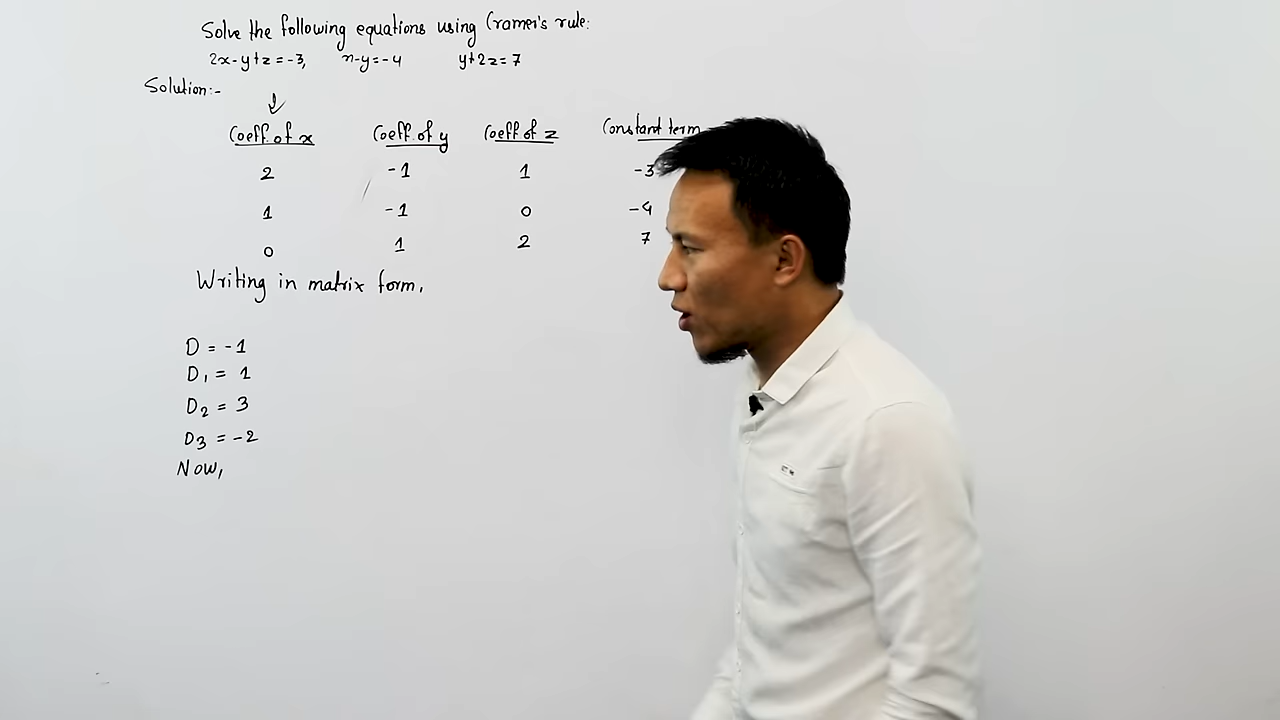 Solve the following equations using Cramer's rule:
2x-y+z=-3, x-y=-4 y+2z=7
Solution:-
Coeff. of x Coeff. of y Coeff of z Constant term
2 -1 1 -3
1 -1 0 -4
0 1 2 7
Writing in matrix form,
D = -1
D₁ = 1
D₂ = 3
D₃ = -2
Now,